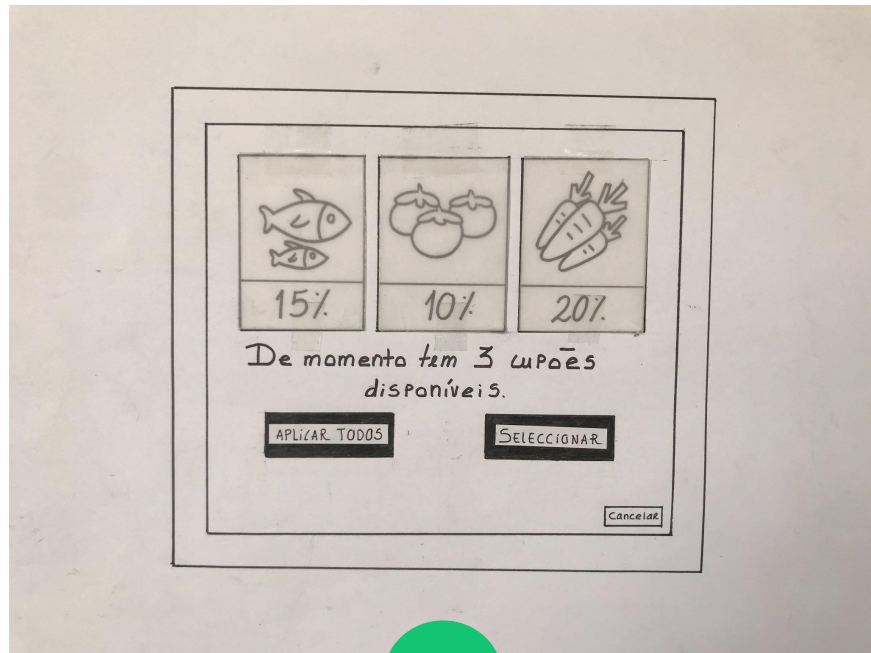 15% 10% 20%
De momento tem 3 cupões
disponíveis.
APLICAR TODOS SELECCIONAR
Cancelar